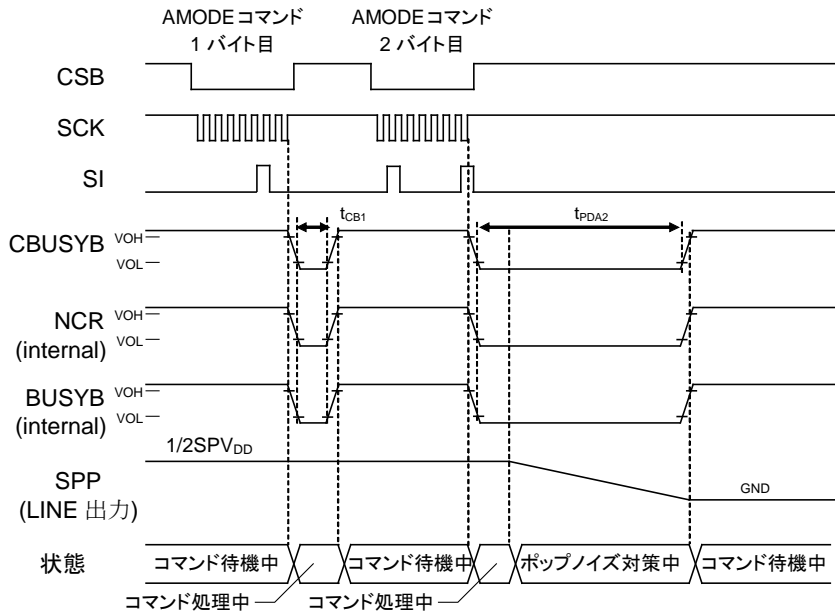 AMODEコマンド AMODEコマンド
1 バイト目 2 バイト目
CSB
SCK
SI
tCB1 tPDA2
CBUSYB VOH
VOL
NCR VOH
(internal) VOL
BUSYB VOH
(internal) VOL
1/2SPVDD
SPP GND
(LINE 出力)
状態 コマンド待機中 コマンド待機中 ポップノイズ対策中 コマンド待機中
コマンド処理中 コマンド処理中